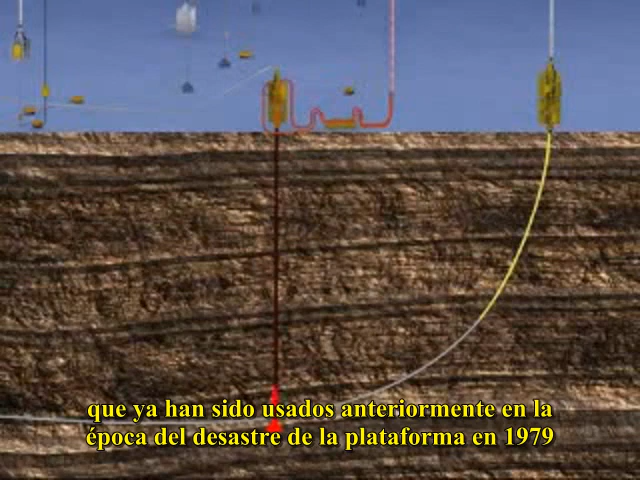 que ya han sido usados anteriormente en la
época del desastre de la plataforma en 1979